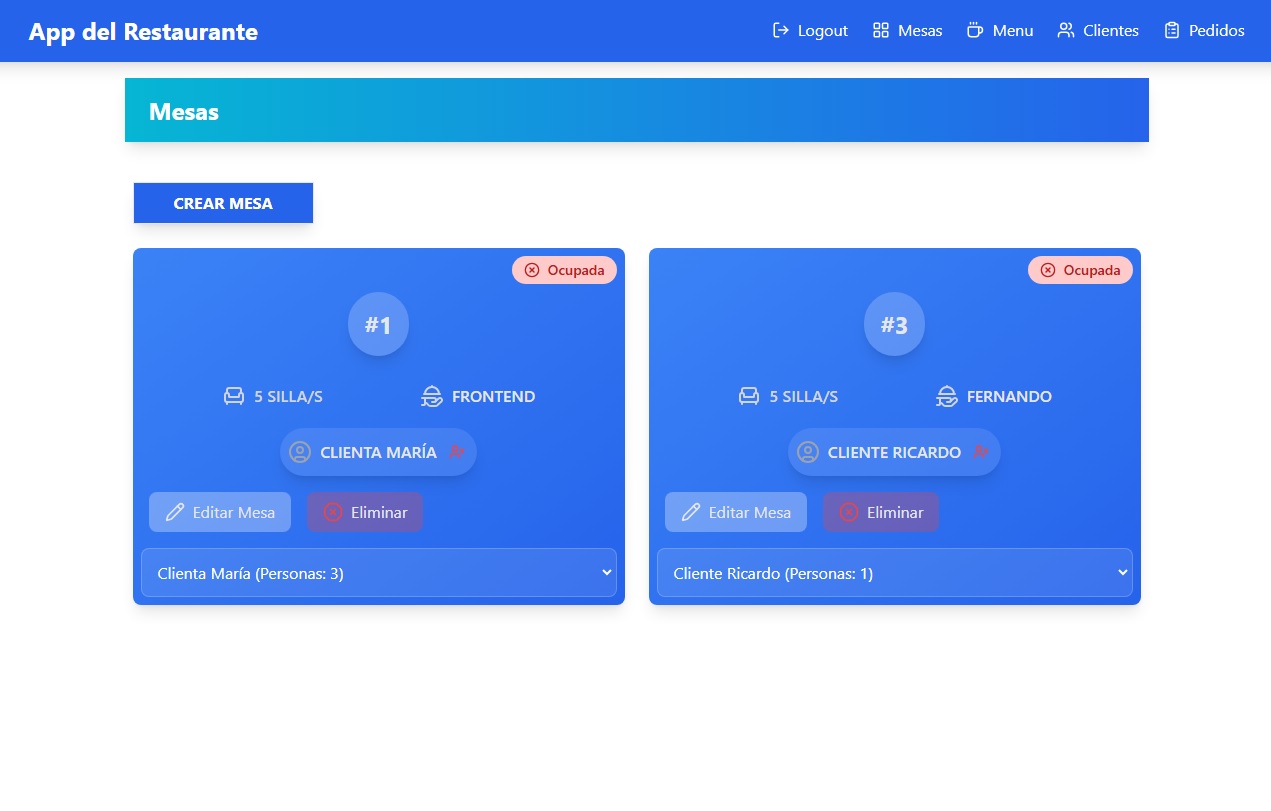 App del Restaurante
Logout Mesas Menu Clientes Pedidos
Mesas
CREAR MESA
Ocupada
#1
5 SILLA/S FRONTEND
CLIENTA MARÍA
Editar Mesa Eliminar
Clienta María (Personas: 3)
Ocupada
#3
5 SILLA/S FERNANDO
CLIENTE RICARDO
Editar Mesa Eliminar
Cliente Ricardo (Personas: 1)